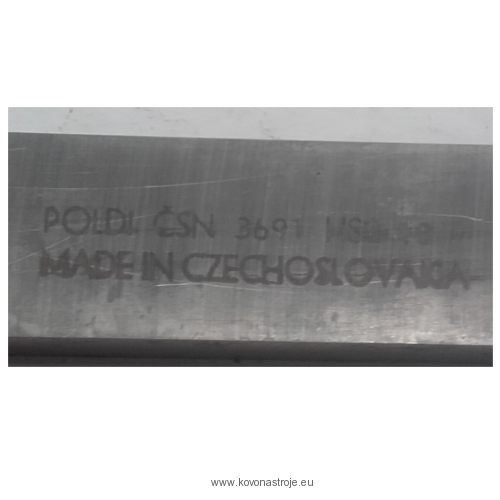 POLDI ČSN 3691
MADE IN CZECHOSLOVAKIA
www.kovonastroje.eu